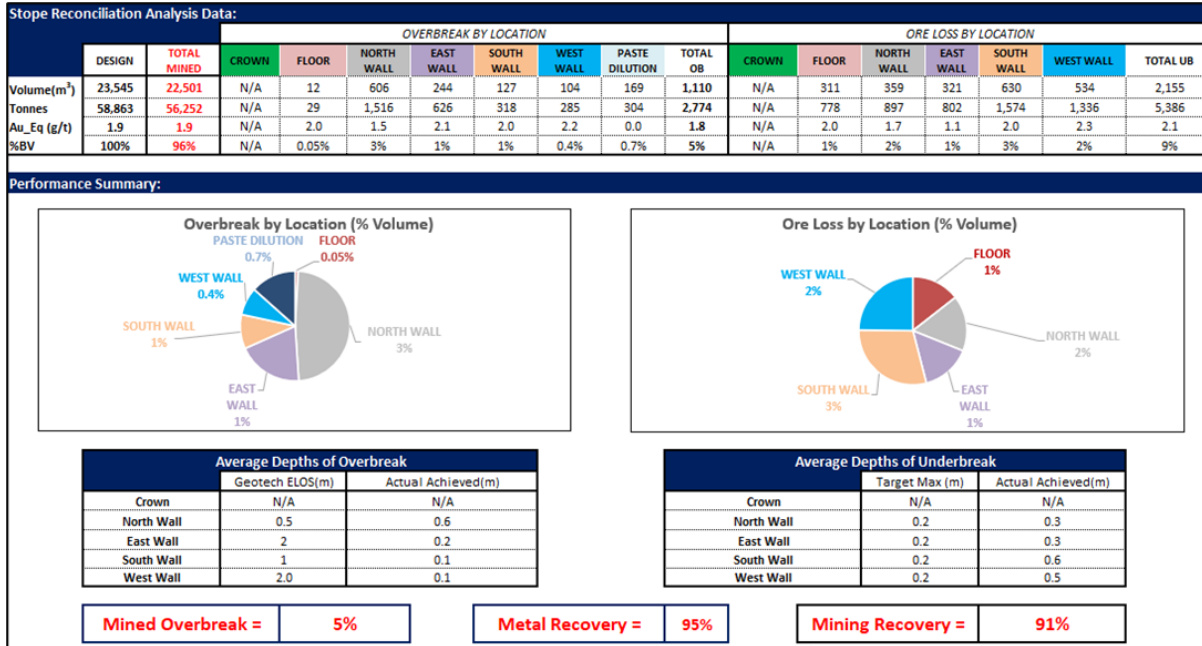 Stope Reconciliation Analysis Data:
OVERBREAK BY LOCATION ORE LOSS BY LOCATION
DESIGN TOTAL MINED CROWN FLOOR NORTH WALL EAST WALL SOUTH WALL WEST WALL PASTE DILUTION TOTAL OB CROWN FLOOR NORTH WALL EAST WALL SOUTH WALL WEST WALL TOTAL UB
Volume(m³) 23,545 22,501 N/A 12 606 244 127 104 169 1,110 N/A 311 359 321 630 534 2,155
Tonnes 58,863 56,252 N/A 29 1,516 626 318 285 304 2,774 N/A 778 897 802 1,574 1,336 5,386
Au_Eq (g/t) 1.9 1.9 N/A 2.0 1.5 2.1 2.0 2.2 0.0 1.8 N/A 2.0 1.7 1.1 2.0 2.3 2.1
%BV 100% 96% N/A 0.05% 3% 1% 1% 0.4% 0.7% 5% N/A 1% 2% 1% 3% 2% 9%
Performance Summary:
Overbreak by Location (% Volume)
PASTE DILUTION
0.7%
FLOOR
0.05%
WEST WALL
0.4%
SOUTH WALL
1%
NORTH WALL
3%
EAST
WALL
1%
Ore Loss by Location (% Volume)
FLOOR
1%
WEST WALL
2%
NORTH WALL
2%
SOUTH WALL
3%
EAST
WALL
1%
Average Depths of Overbreak
Geotech ELOS(m) Actual Achieved(m)
Crown N/A N/A
North Wall 0.5 0.6
East Wall 2 0.2
South Wall 1 0.1
West Wall 2.0 0.1
Average Depths of Underbreak
Target Max (m) Actual Achieved(m)
Crown N/A N/A
North Wall 0.2 0.3
East Wall 0.2 0.3
South Wall 0.2 0.6
West Wall 0.2 0.5
Mined Overbreak = 5%
Metal Recovery = 95%
Mining Recovery = 91%